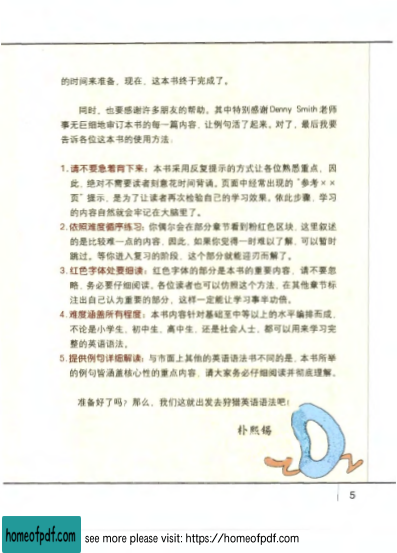 的时间来准备，现在，这本书终于完成了。
同时，也要感谢许多朋友的帮助。其中特别感谢Denny Smith老师
事无巨细地审订本书的每一篇内容，让例句活了起来。对了，最后我要
告诉各位这本书的使用方法：
1.请不要急着背下来：本书采用反复提示的方式让各位熟悉重点，因
此，绝对不需要读者刻意花时间背诵。页面中经常出现的“参考××
页”提示，是为了让读者再次检验自己的学习效果。依此步骤，学习
的内容自然就会牢记在大脑里了。
2.依照难度循序练习：你偶尔会在部分章节看到粉红色区块，这里叙述
的是比较难一点的内容，因此，如果你觉得一时难以了解，可以暂时
跳过。等你进入复习的阶段，这个部分就能迎刃而解了。
3.红色字体处要细读：红色字体的部分是本书的重要内容，请不要忽
略，务必要仔细阅读。各位读者也可以仿照这个方法，在其他章节标
注出自己认为重要的部分，这样一定能让学习事半功倍。
4.难度涵盖所有程度：本书内容针对基础至中等以上的水平编排而成，
不论是小学生、初中生、高中生，还是社会人士，都可以用来学习完
整的英语语法。
5.提供例句详细解读：与市面上其他的英语语法书不同的是，本书所举
的例句皆涵盖核心性的重点内容，请大家务必仔细阅读并彻底理解。
准备好了吗？那么，我们这就出发去狩猎英语语法吧！
朴熙锡
5
homeofpdf.com
see more please visit: https://homeofpdf.com